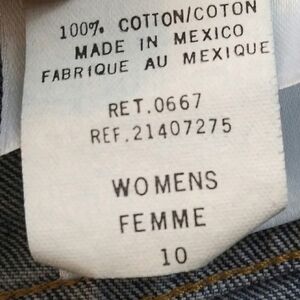 100% COTTON/COTON
MADE IN MEXICO
FABRIQUE AU MEXIQUE
RET.0667
REF.21407275
WOMENS
FEMME
10